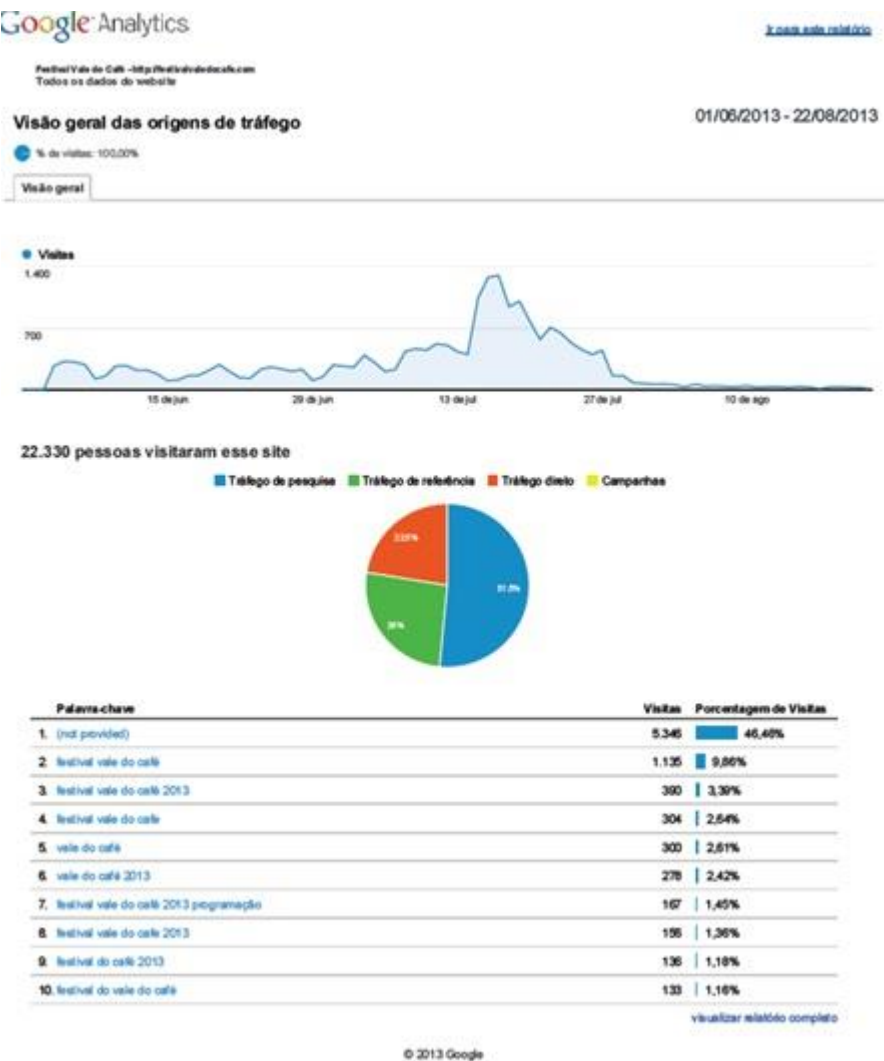 Google Analytics
Ir para este relatório
Festival Vale do Café - http://festivalvaledocafe.com
Todos os dados do website
Visão geral das origens de tráfego
01/06/2013 - 22/08/2013
% de visitas: 100,00%
Visão geral
Visitas
1.400
700
15 de jun
29 de jun
13 de jul
27 de jul
10 de ago
22.330 pessoas visitaram esse site
Tráfego de pesquisa
Tráfego de referência
Tráfego direto
Campanhas
26%
Palavra-chave Visitas Porcentagem de Visitas
1. (not provided) 5.346 46,46%
2. festival vale do café 1.135 9,86%
3. festival vale do café 2013 390 3,39%
4. festival vale do cafe 304 2,64%
5. vale do café 300 2,61%
6. vale do café 2013 278 2,42%
7. festival vale do café 2013 programação 167 1,45%
8. festival vale do cafe 2013 156 1,36%
9. festival do café 2013 136 1,18%
10. festival do vale do café 133 1,16%
visualizar relatório completo
© 2013 Google